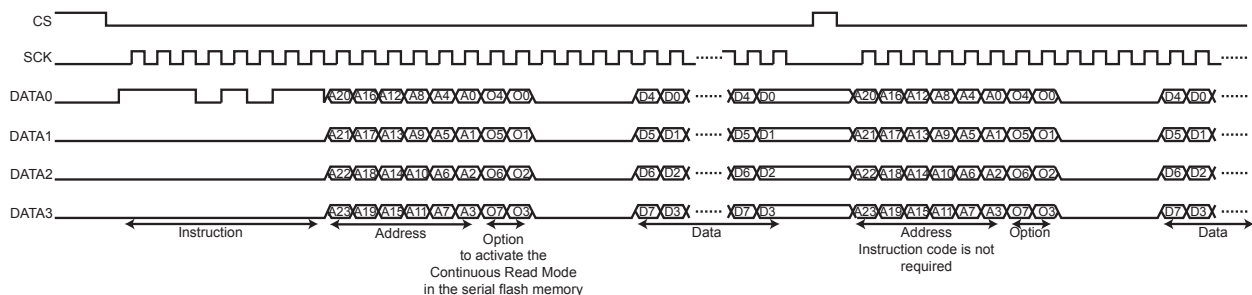 CS
SCK
DATA0 A20 A16 A12 A8 A4 A0 O4 O0 D4 D0 D4 D0 A20 A16 A12 A8 A4 A0 O4 O0 D4 D0
DATA1 A21 A17 A13 A9 A5 A1 O5 O1 D5 D1 D5 D1 A21 A17 A13 A9 A5 A1 O5 O1 D5 D1
DATA2 A22 A18 A14 A10 A6 A2 O6 O2 D6 D2 D6 D2 A22 A18 A14 A10 A6 A2 O6 O2 D6 D2
DATA3 A23 A19 A15 A11 A7 A3 O7 O3 D7 D3 D7 D3 A23 A19 A15 A11 A7 A3 O7 O3 D7 D3
Instruction Address Option Data Address Option Data
to activate the
Continuous Read Mode
in the serial flash memory
Instruction code is not
required